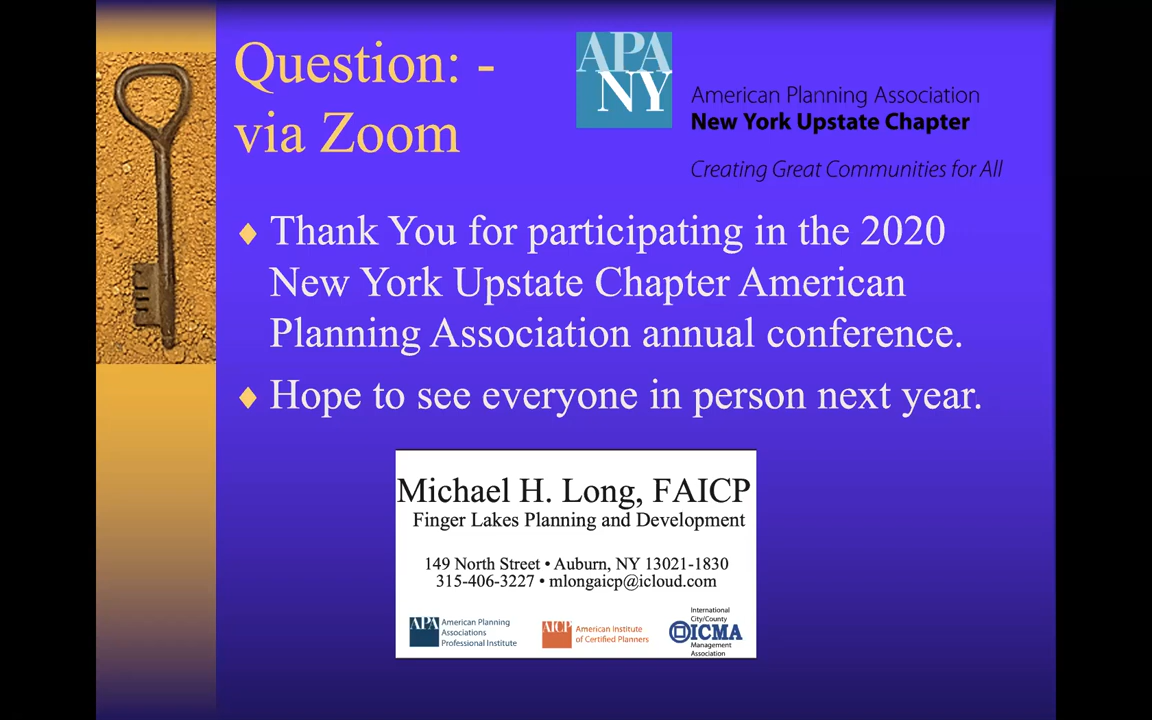 Question: -
via Zoom
APA
NY
American Planning Association
New York Upstate Chapter
Creating Great Communities for All
Thank You for participating in the 2020
New York Upstate Chapter American
Planning Association annual conference.
Hope to see everyone in person next year.
Michael H. Long, FAICP
Finger Lakes Planning and Development
149 North Street • Auburn, NY 13021-1830
315-406-3227 • mlongaicp@icloud.com
APA
American Planning
Associations
Professional Institute
AICP
American Institute
of Certified Planners
International
City/County
ICMA
Management
Association